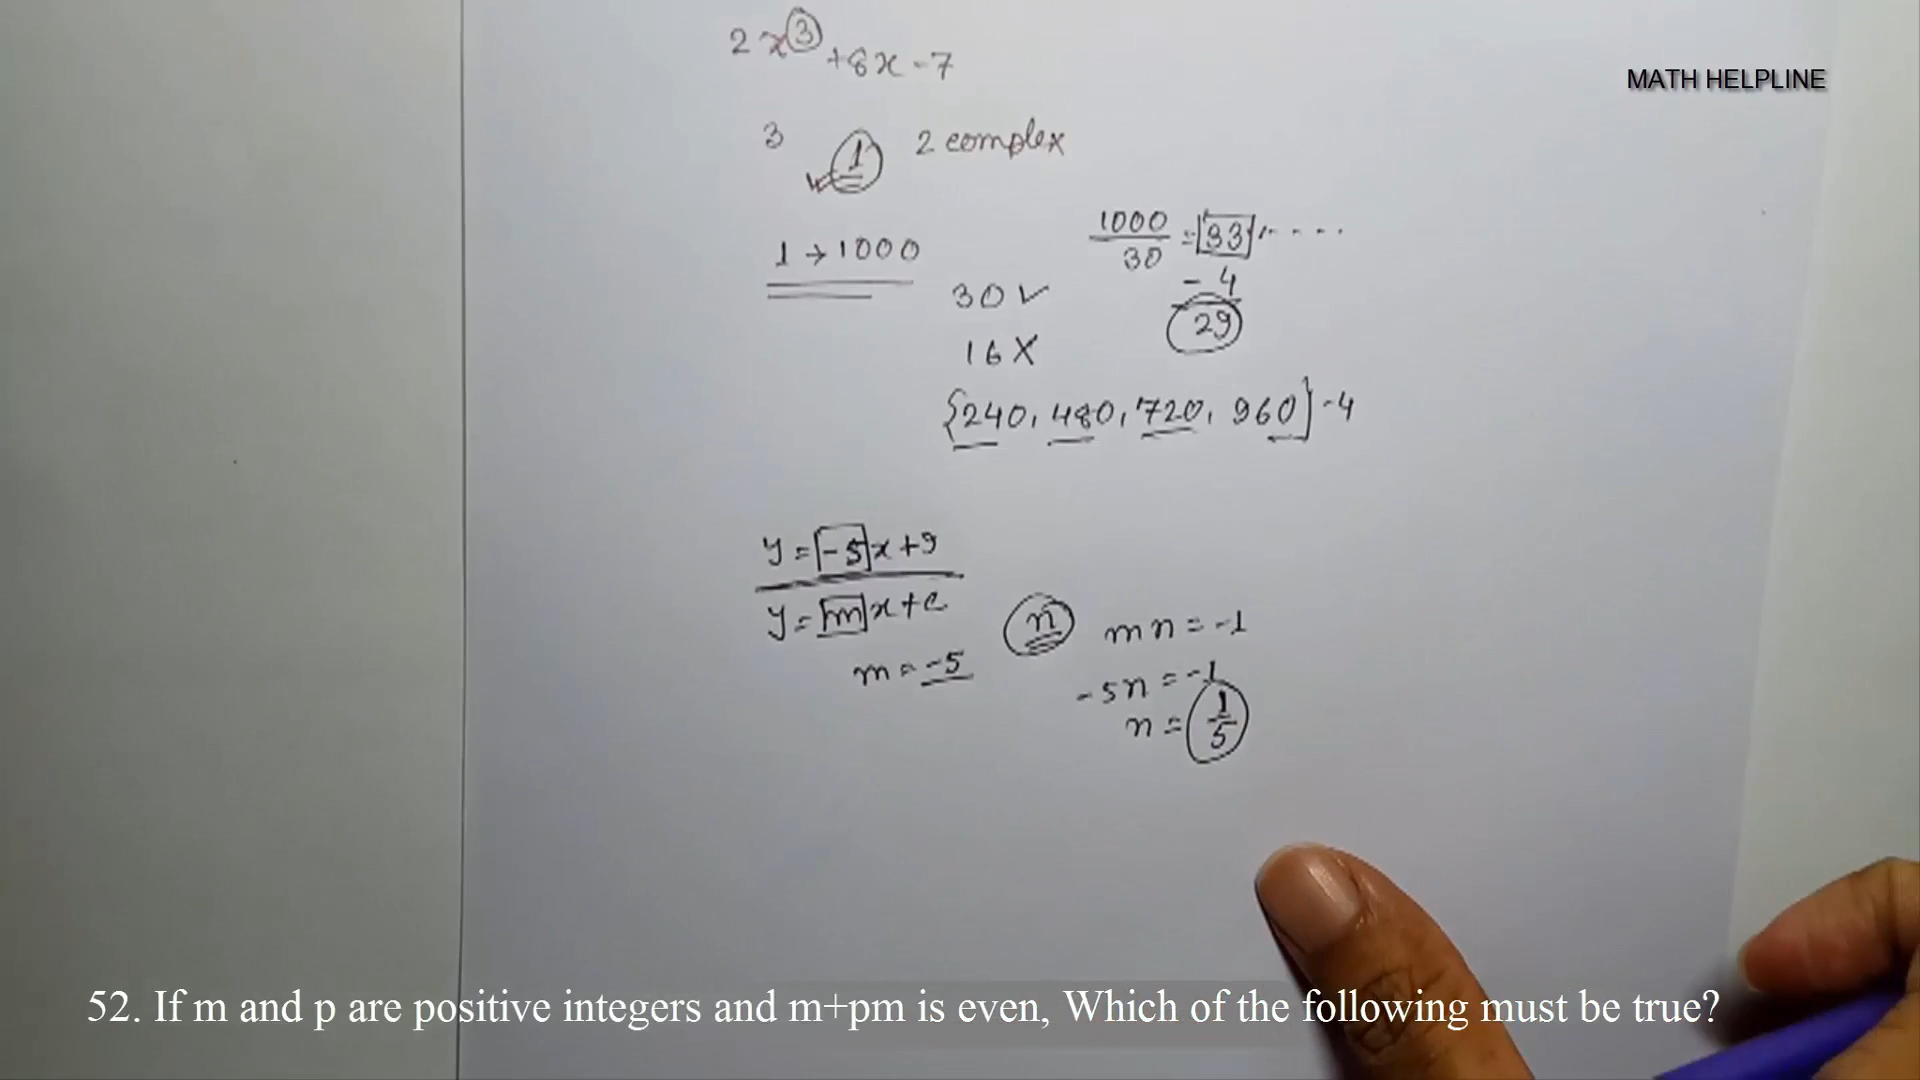 2x³ + 8x - 7
MATH HELPLINE
3 1 2 complex
1 → 1000
1000/30 = 33.....
- 4
29
30 ✓
16 X
{240, 480, 720, 960} - 4
y = -5x + 9
y = mx + c
m = -5
n
mn = -1
-5n = -1
n = 1/5
52. If m and p are positive integers and m+pm is even, Which of the following must be true?